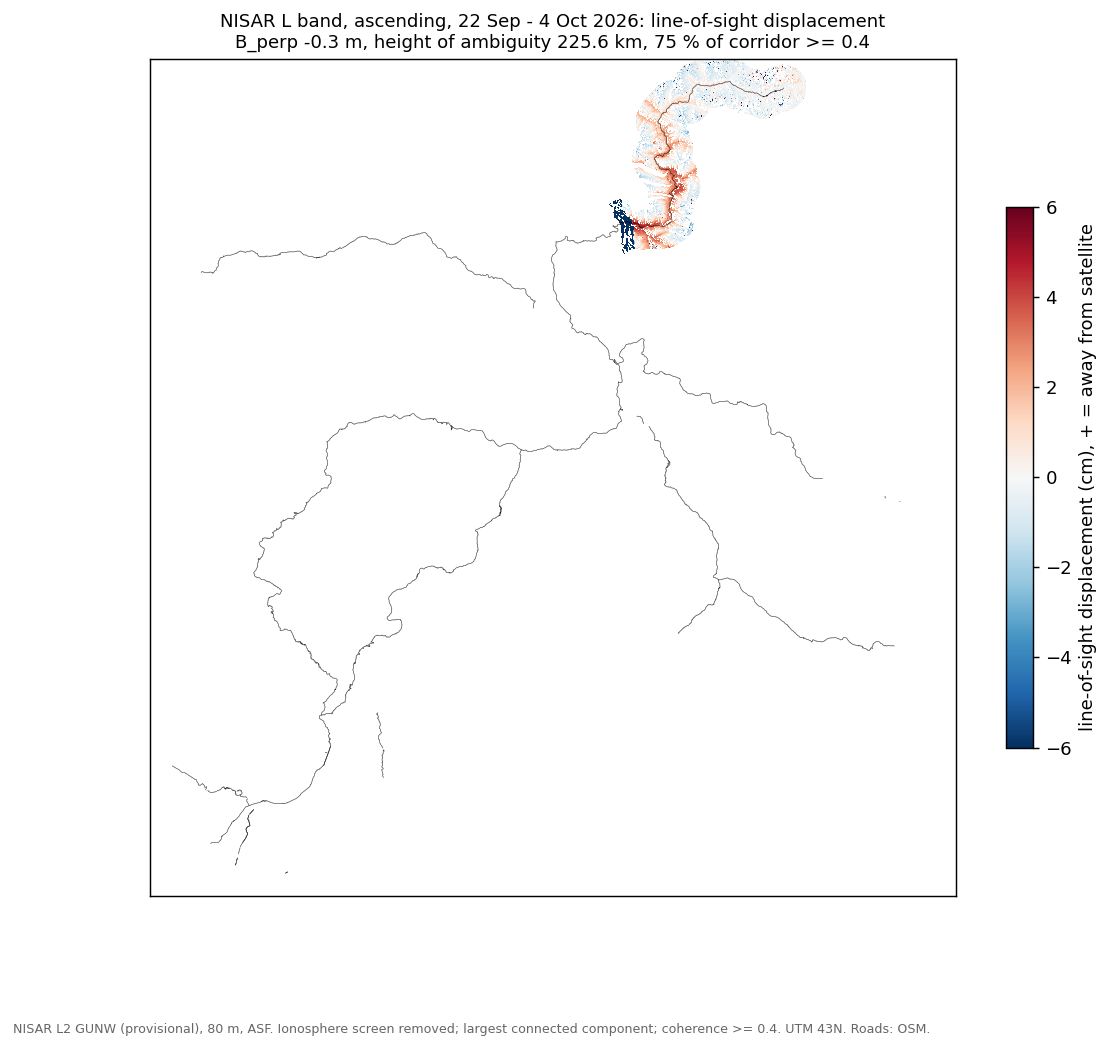 NISAR L band, ascending, 22 Sep - 4 Oct 2026: line-of-sight displacement
B_perp -0.3 m, height of ambiguity 225.6 km, 75 % of corridor >= 0.4
6
4
2
0
−2
−4
−6
line-of-sight displacement (cm), + = away from satellite
NISAR L2 GUNW (provisional), 80 m, ASF. Ionosphere screen removed; largest connected component; coherence >= 0.4. UTM 43N. Roads: OSM.